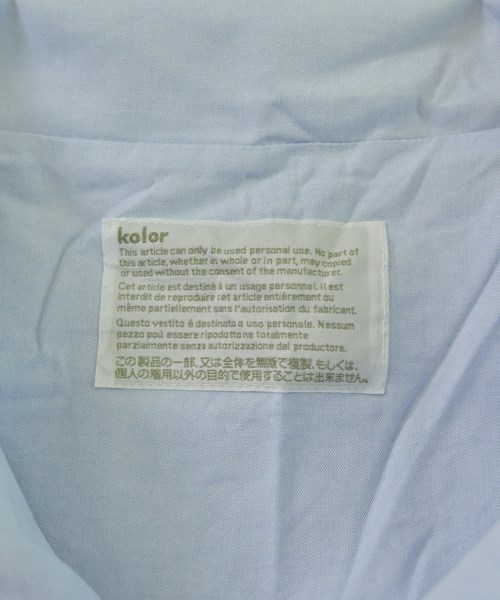 kolor
This article can only be used personal use. No part of
this article, whether in whole or in part, may copied
or used without the consent of the manufacturer.
Cet article est destiné à un usage personnel. Il est
interdit de reproduire cet article entiérement ou
même partiellement sans l'autorisation du fabricant.
Questo vestito é destinato a uso personale. Nessun
pezzo può essere ripdotto ne totalmente
parzialmente senza autorizzazione del productore.
この製品の一部、又は全体を無断で複製、もしくは、
個人の着用以外の目的で使用することは出来ません。